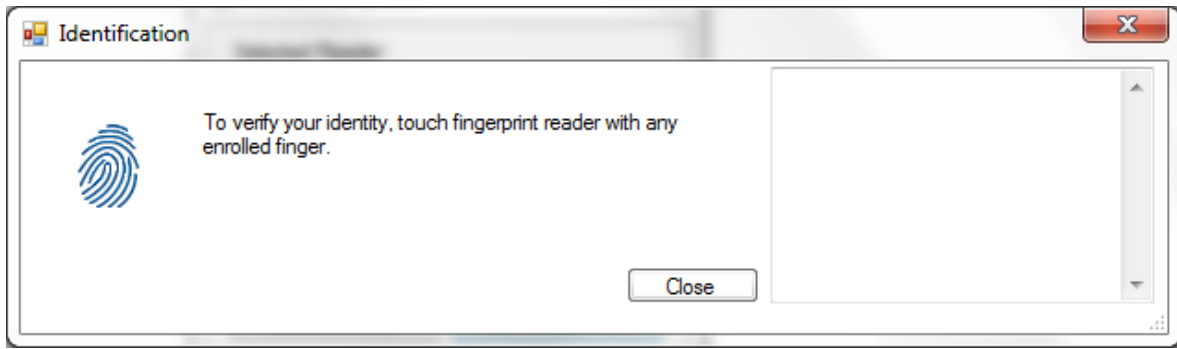 Identification
To verify your identity, touch fingerprint reader with any
enrolled finger.
Close